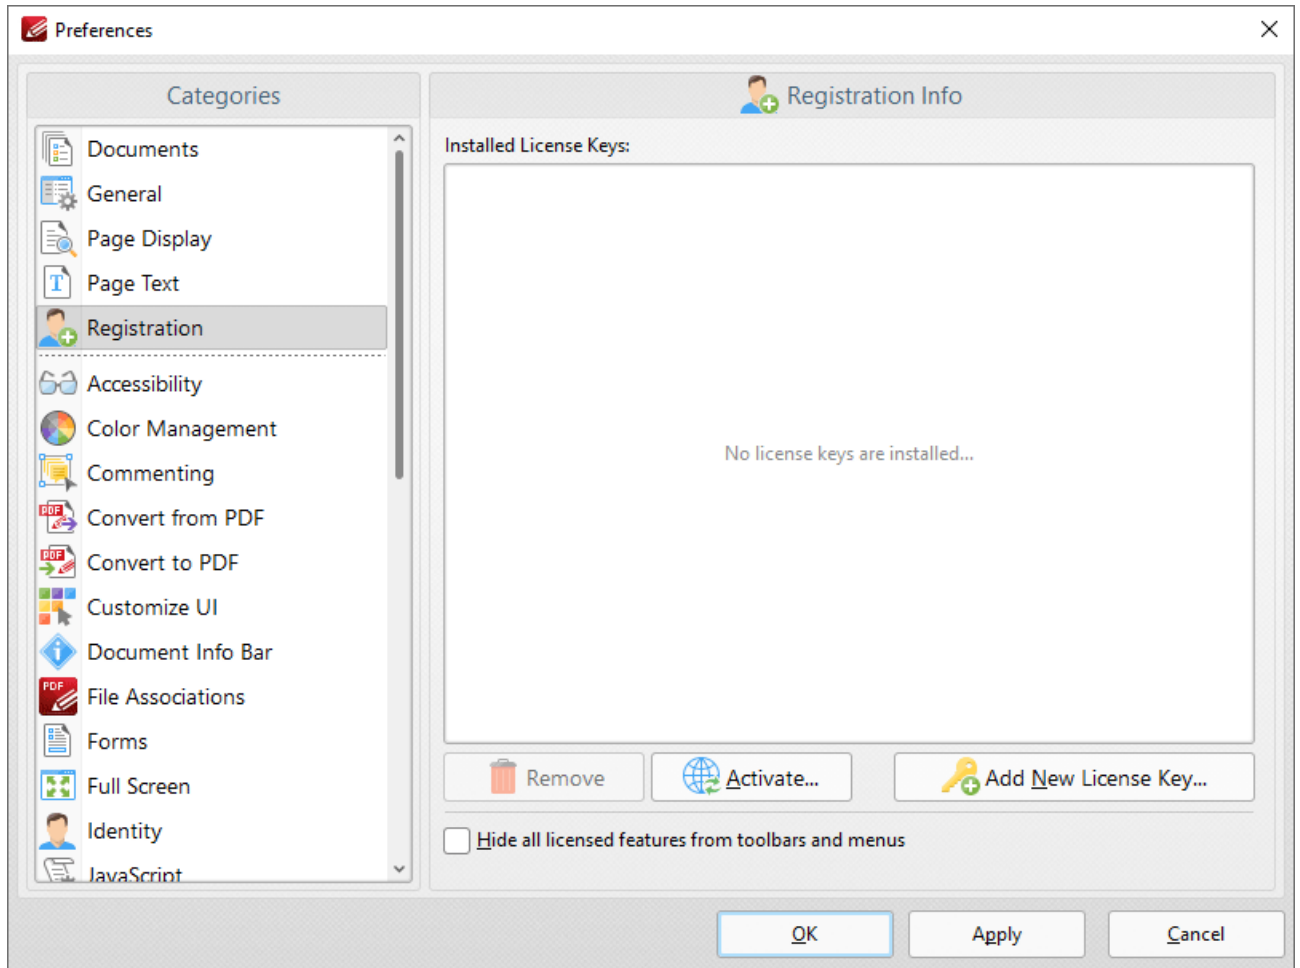 Preferences
Categories
Documents
General
Page Display
Page Text
Registration
Accessibility
Color Management
Commenting
Convert from PDF
Convert to PDF
Customize UI
Document Info Bar
File Associations
Forms
Full Screen
Identity
JavaScript
Registration Info
Installed License Keys:
No license keys are installed...
Remove
Activate...
Add New License Key...
Hide all licensed features from toolbars and menus
OK
Apply
Cancel